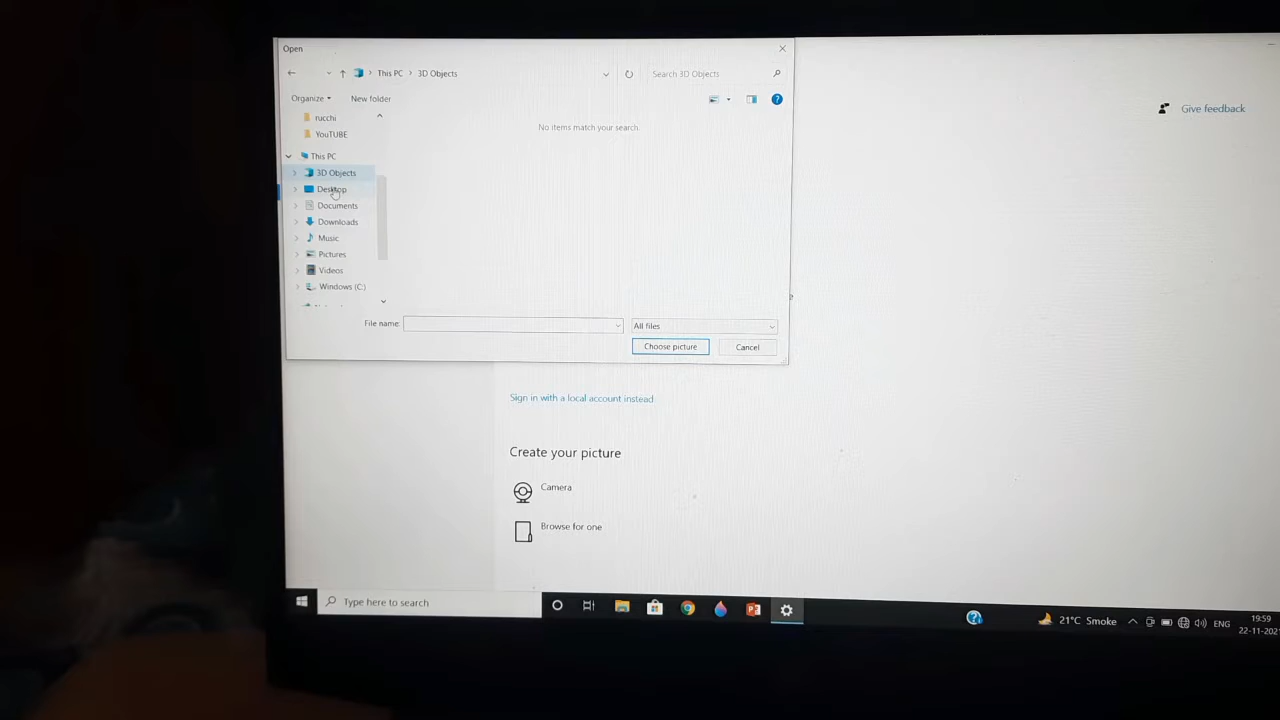 Open
This PC > 3D Objects
Search 3D Objects
Organize
New folder
rucchi
YouTUBE
No items match your search.
This PC
3D Objects
Desktop
Documents
Downloads
Music
Pictures
Videos
Windows (C:)
File name:
All files
Choose picture
Cancel
Give feedback
Sign in with a local account instead
Create your picture
Camera
Browse for one
Type here to search
21°C Smoke
ENG
19:59